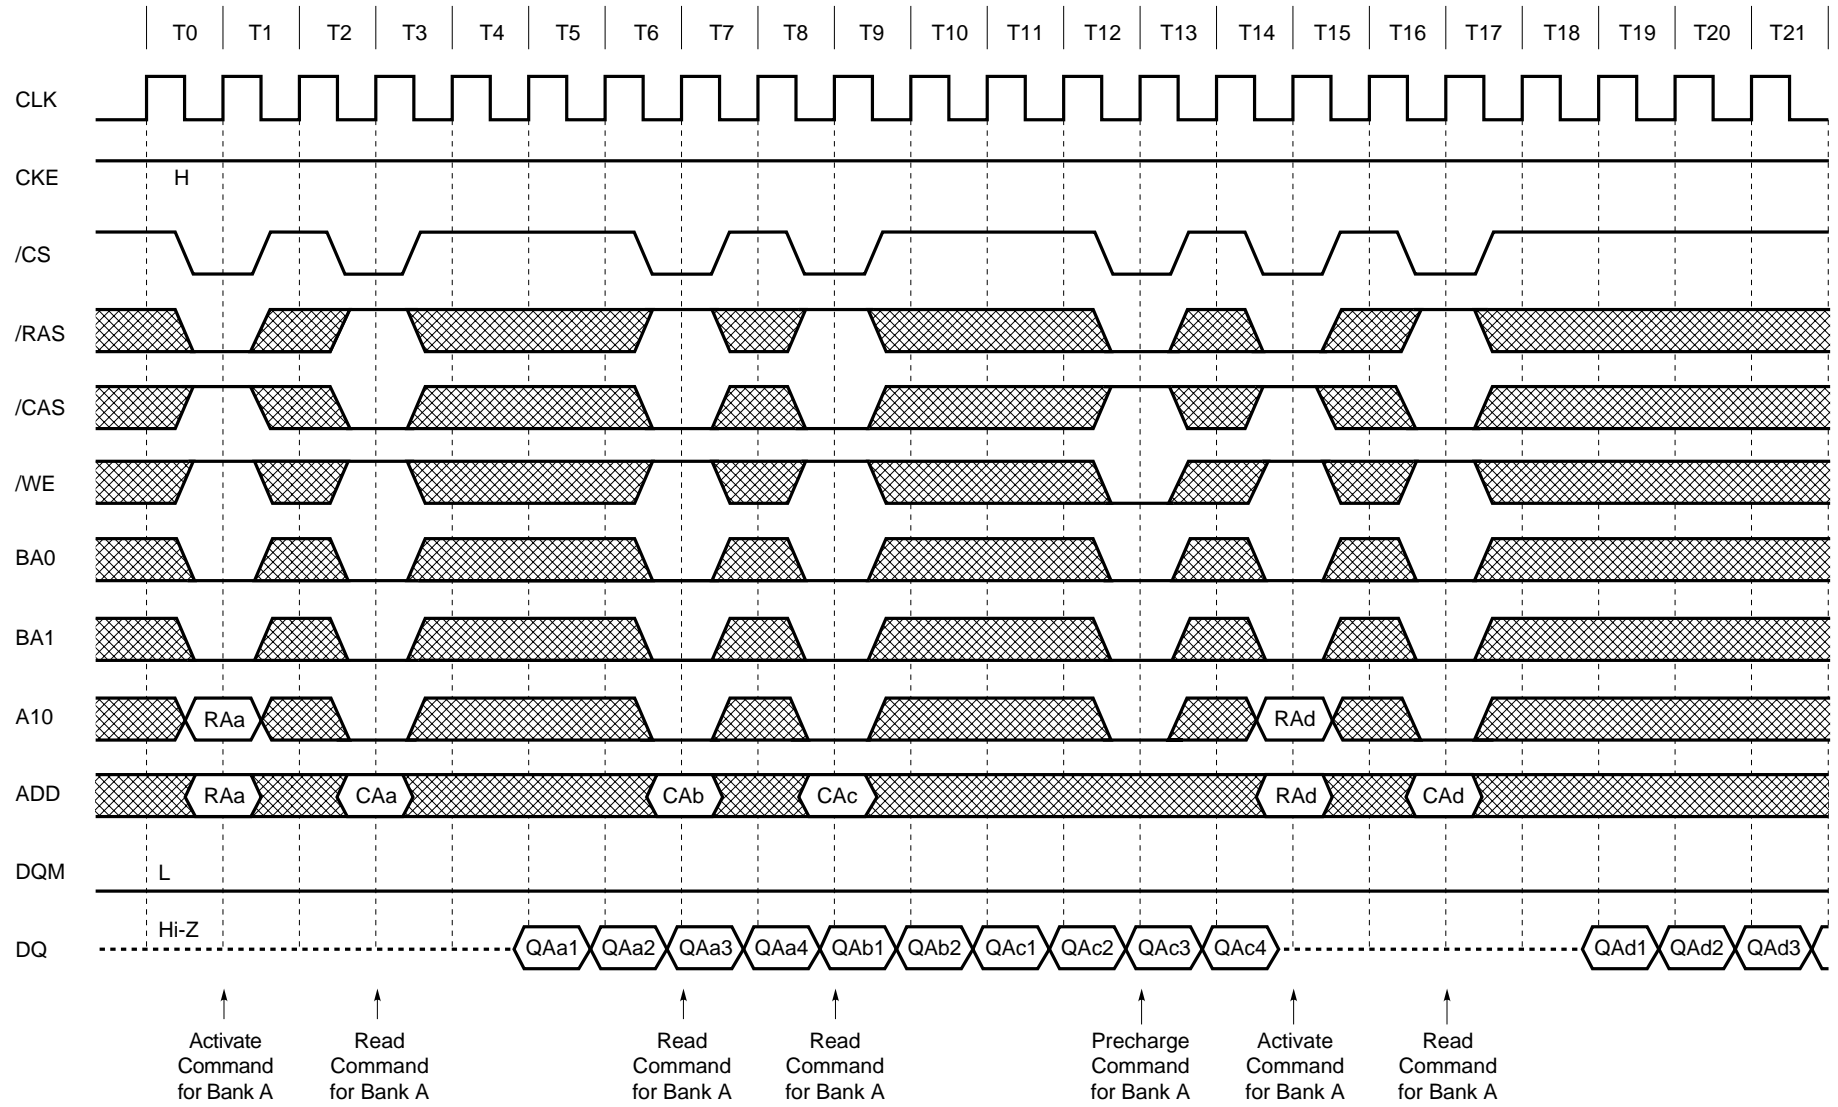 T0 T1 T2 T3 T4 T5 T6 T7 T8 T9 T10 T11 T12 T13 T14 T15 T16 T17 T18 T19 T20 T21
CLK
CKE H
/CS
/RAS
/CAS
/WE
BA0
BA1
A10 RAa RAd
ADD RAa CAa CAb CAc RAd CAd
DQM L
Hi-Z
DQ QAa1 QAa2 QAa3 QAa4 QAb1 QAb2 QAc1 QAc2 QAc3 QAc4 QAd1 QAd2 QAd3
Activate
Command
for Bank A
Read
Command
for Bank A
Read
Command
for Bank A
Read
Command
for Bank A
Precharge
Command
for Bank A
Activate
Command
for Bank A
Read
Command
for Bank A